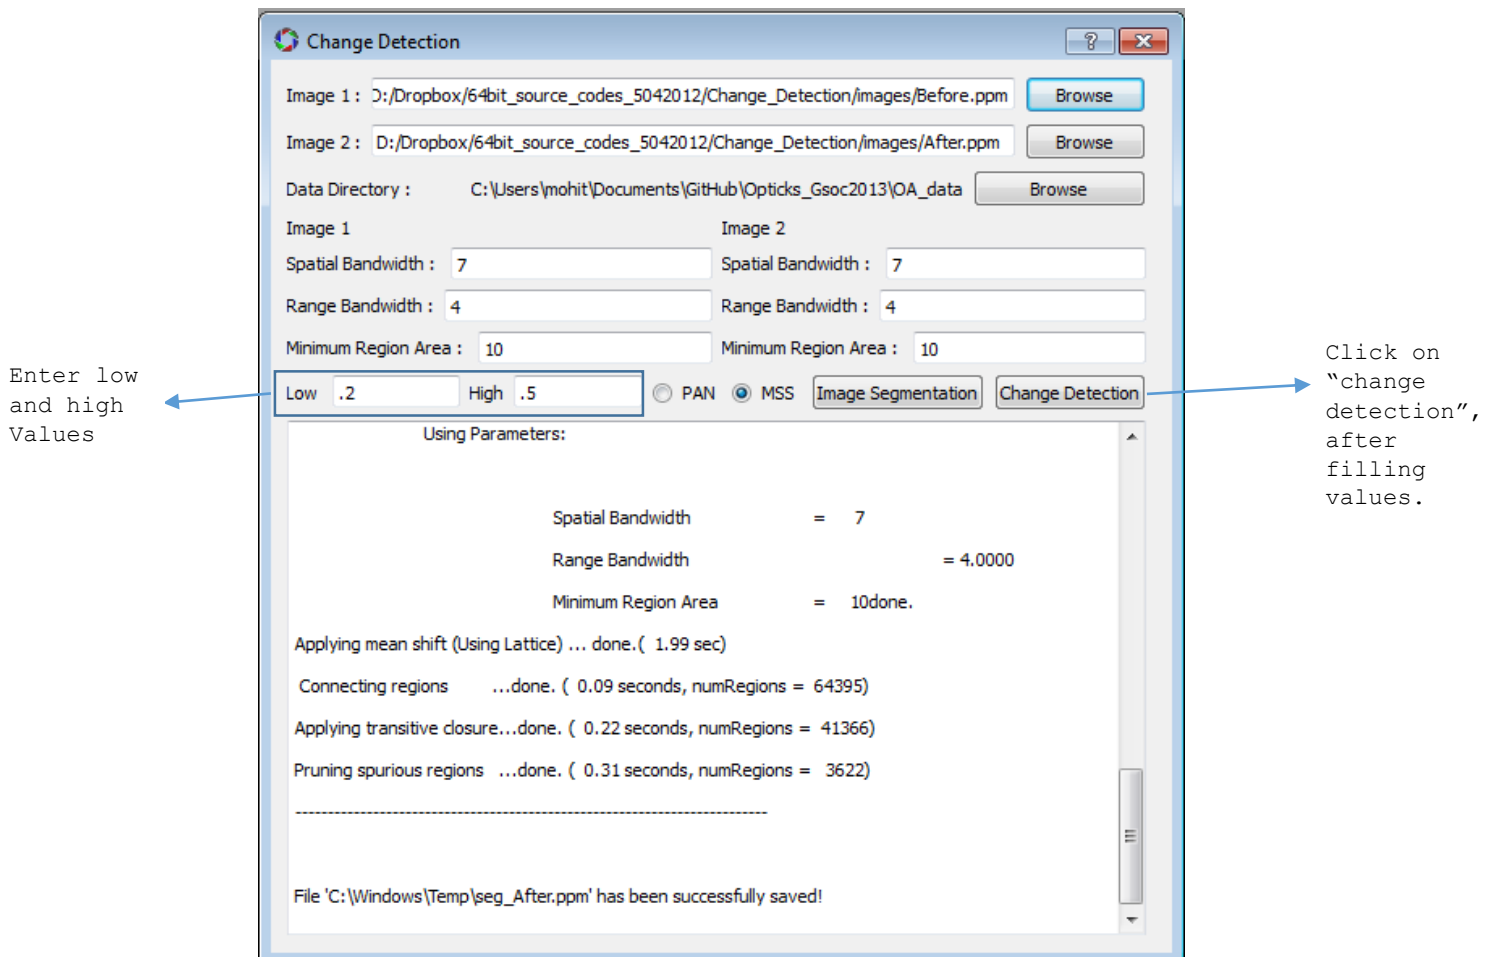 Change Detection
Image 1 : D:/Dropbox/64bit_source_codes_5042012/Change_Detection/images/Before.ppm Browse
Image 2 : D:/Dropbox/64bit_source_codes_5042012/Change_Detection/images/After.ppm Browse
Data Directory : C:\Users\mohit\Documents\GitHub\Opticks_Gsoc2013\OA_data Browse
Image 1 Image 2
Spatial Bandwidth : 7 Spatial Bandwidth : 7
Range Bandwidth : 4 Range Bandwidth : 4
Minimum Region Area : 10 Minimum Region Area : 10
Low .2 High .5 PAN MSS Image Segmentation Change Detection
Enter low
and high
Values
Click on
“change
detection”,
after
filling
values.
Using Parameters:
Spatial Bandwidth = 7
Range Bandwidth = 4.0000
Minimum Region Area = 10done.
Applying mean shift (Using Lattice) ... done.( 1.99 sec)
Connecting regions ...done. ( 0.09 seconds, numRegions = 64395)
Applying transitive closure...done. ( 0.22 seconds, numRegions = 41366)
Pruning spurious regions ...done. ( 0.31 seconds, numRegions = 3622)
------------------------------------------------------------------------
File 'C:\Windows\Temp\seg_After.ppm' has been successfully saved!